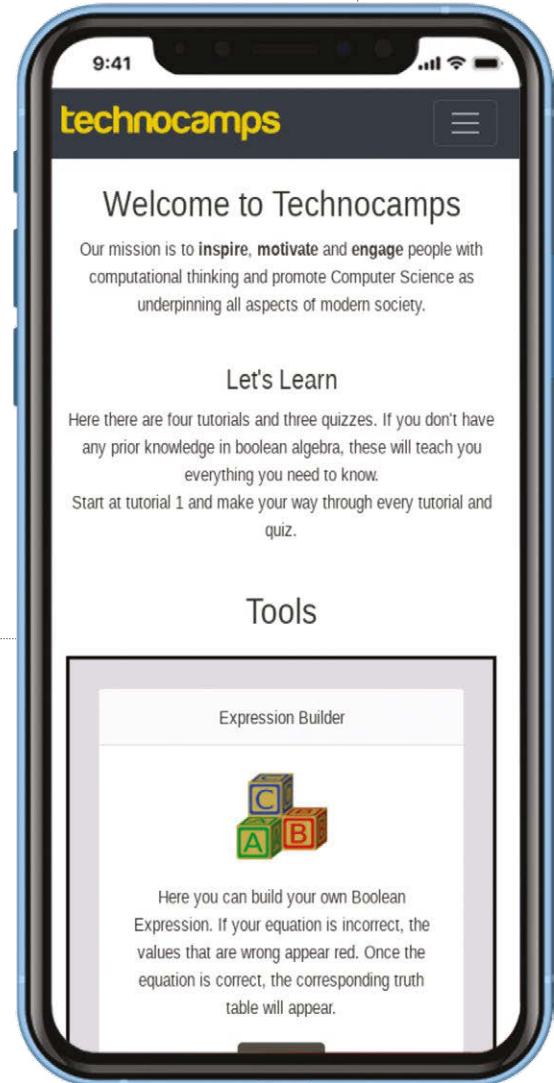 9:41
technocamps
Welcome to Technocamps
Our mission is to inspire, motivate and engage people with
computational thinking and promote Computer Science as
underpinning all aspects of modern society.
Let's Learn
Here there are four tutorials and three quizzes. If you don't have
any prior knowledge in boolean algebra, these will teach you
everything you need to know.
Start at tutorial 1 and make your way through every tutorial and
quiz.
Tools
Expression Builder
C
A B
Here you can build your own Boolean
Expression. If your equation is incorrect, the
values that are wrong appear red. Once the
equation is correct, the corresponding truth
table will appear.